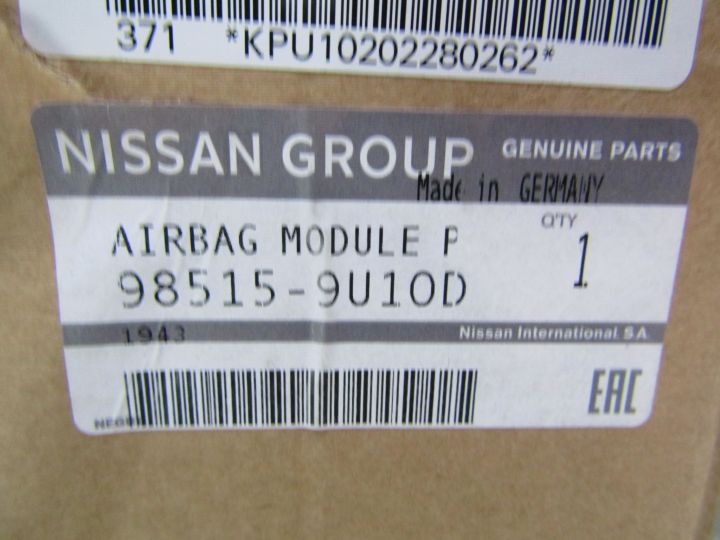 371 *KPU10202280262*
NISSAN GROUP GENUINE PARTS
Made in GERMANY
Q'TY
AIRBAG MODULE P 1
98515-9U10D
1943 Nissan International SA
EAC